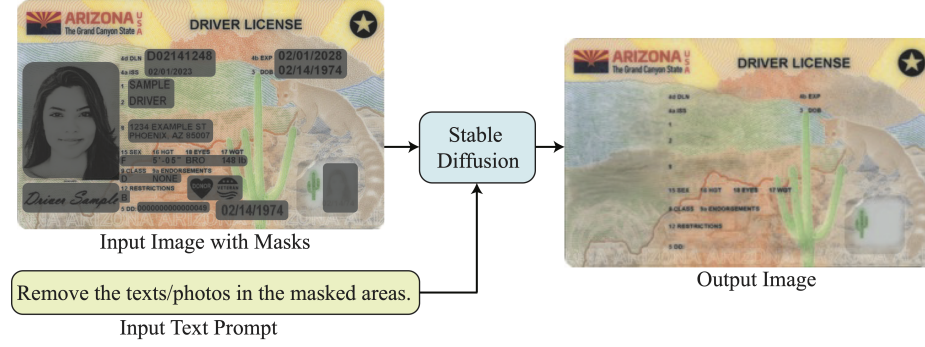 ARIZONA USA
The Grand Canyon State
DRIVER LICENSE
4d DLN D02141248
4b EXP 02/01/2028
4a ISS 02/01/2023
3 DOB 02/14/1974
1 SAMPLE
2 DRIVER
8 1234 EXAMPLE ST
PHOENIX, AZ 85007
15 SEX 16 HGT 18 EYES 17 WGT
F 5'-05" BRO 148 lb
9 CLASS 9a ENDORSEMENTS
D NONE
DONOR
VETERAN
12 RESTRICTIONS
B
Driver Sample
5 DD
02/14/1974
Input Image with Masks
Stable
Diffusion
Remove the texts/photos in the masked areas.
Input Text Prompt
ARIZONA USA
The Grand Canyon State
DRIVER LICENSE
4d DLN
4b EXP
4a ISS
3 DOB
1
2
8
15 SEX 16 HGT 18 EYES 17 WGT
9 CLASS 9a ENDORSEMENTS
12 RESTRICTIONS
5 DD
Output Image